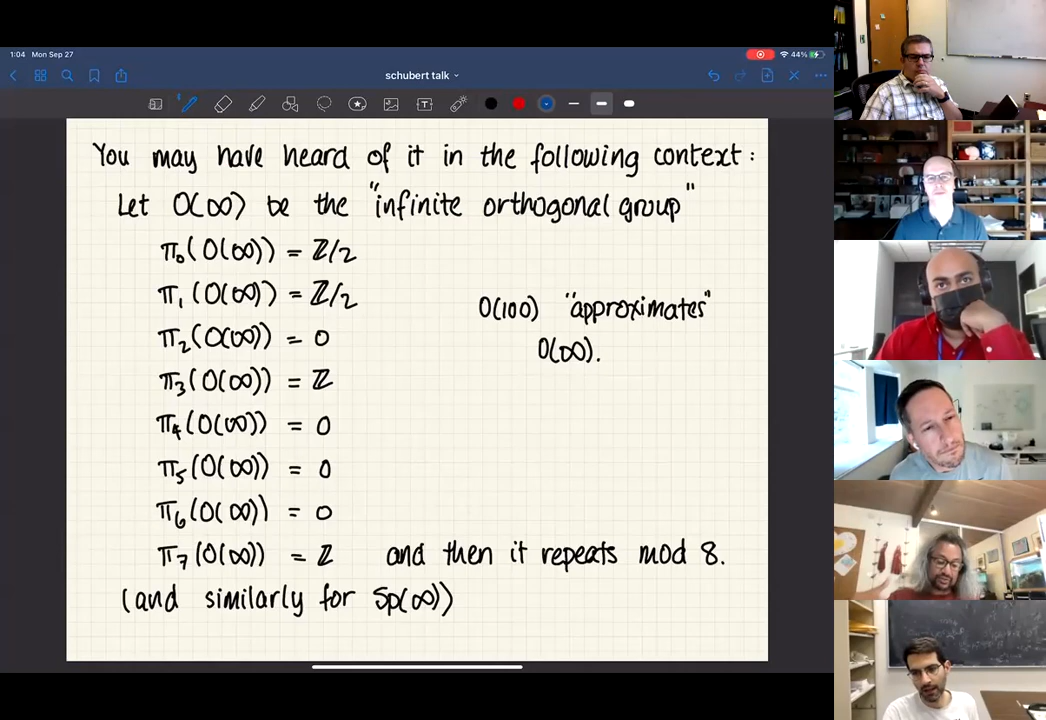 1:04 Mon Sep 27
44%
schubert talk
You may have heard of it in the following context:
Let O(∞) be the "infinite orthogonal group"
π₀(O(∞)) = ℤ/2
π₁(O(∞)) = ℤ/2
π₂(O(∞)) = 0
π₃(O(∞)) = ℤ
π₄(O(∞)) = 0
π₅(O(∞)) = 0
π₆(O(∞)) = 0
π₇(O(∞)) = ℤ and then it repeats mod 8.
(and similarly for Sp(∞))
O(100) "approximates"
O(∞).